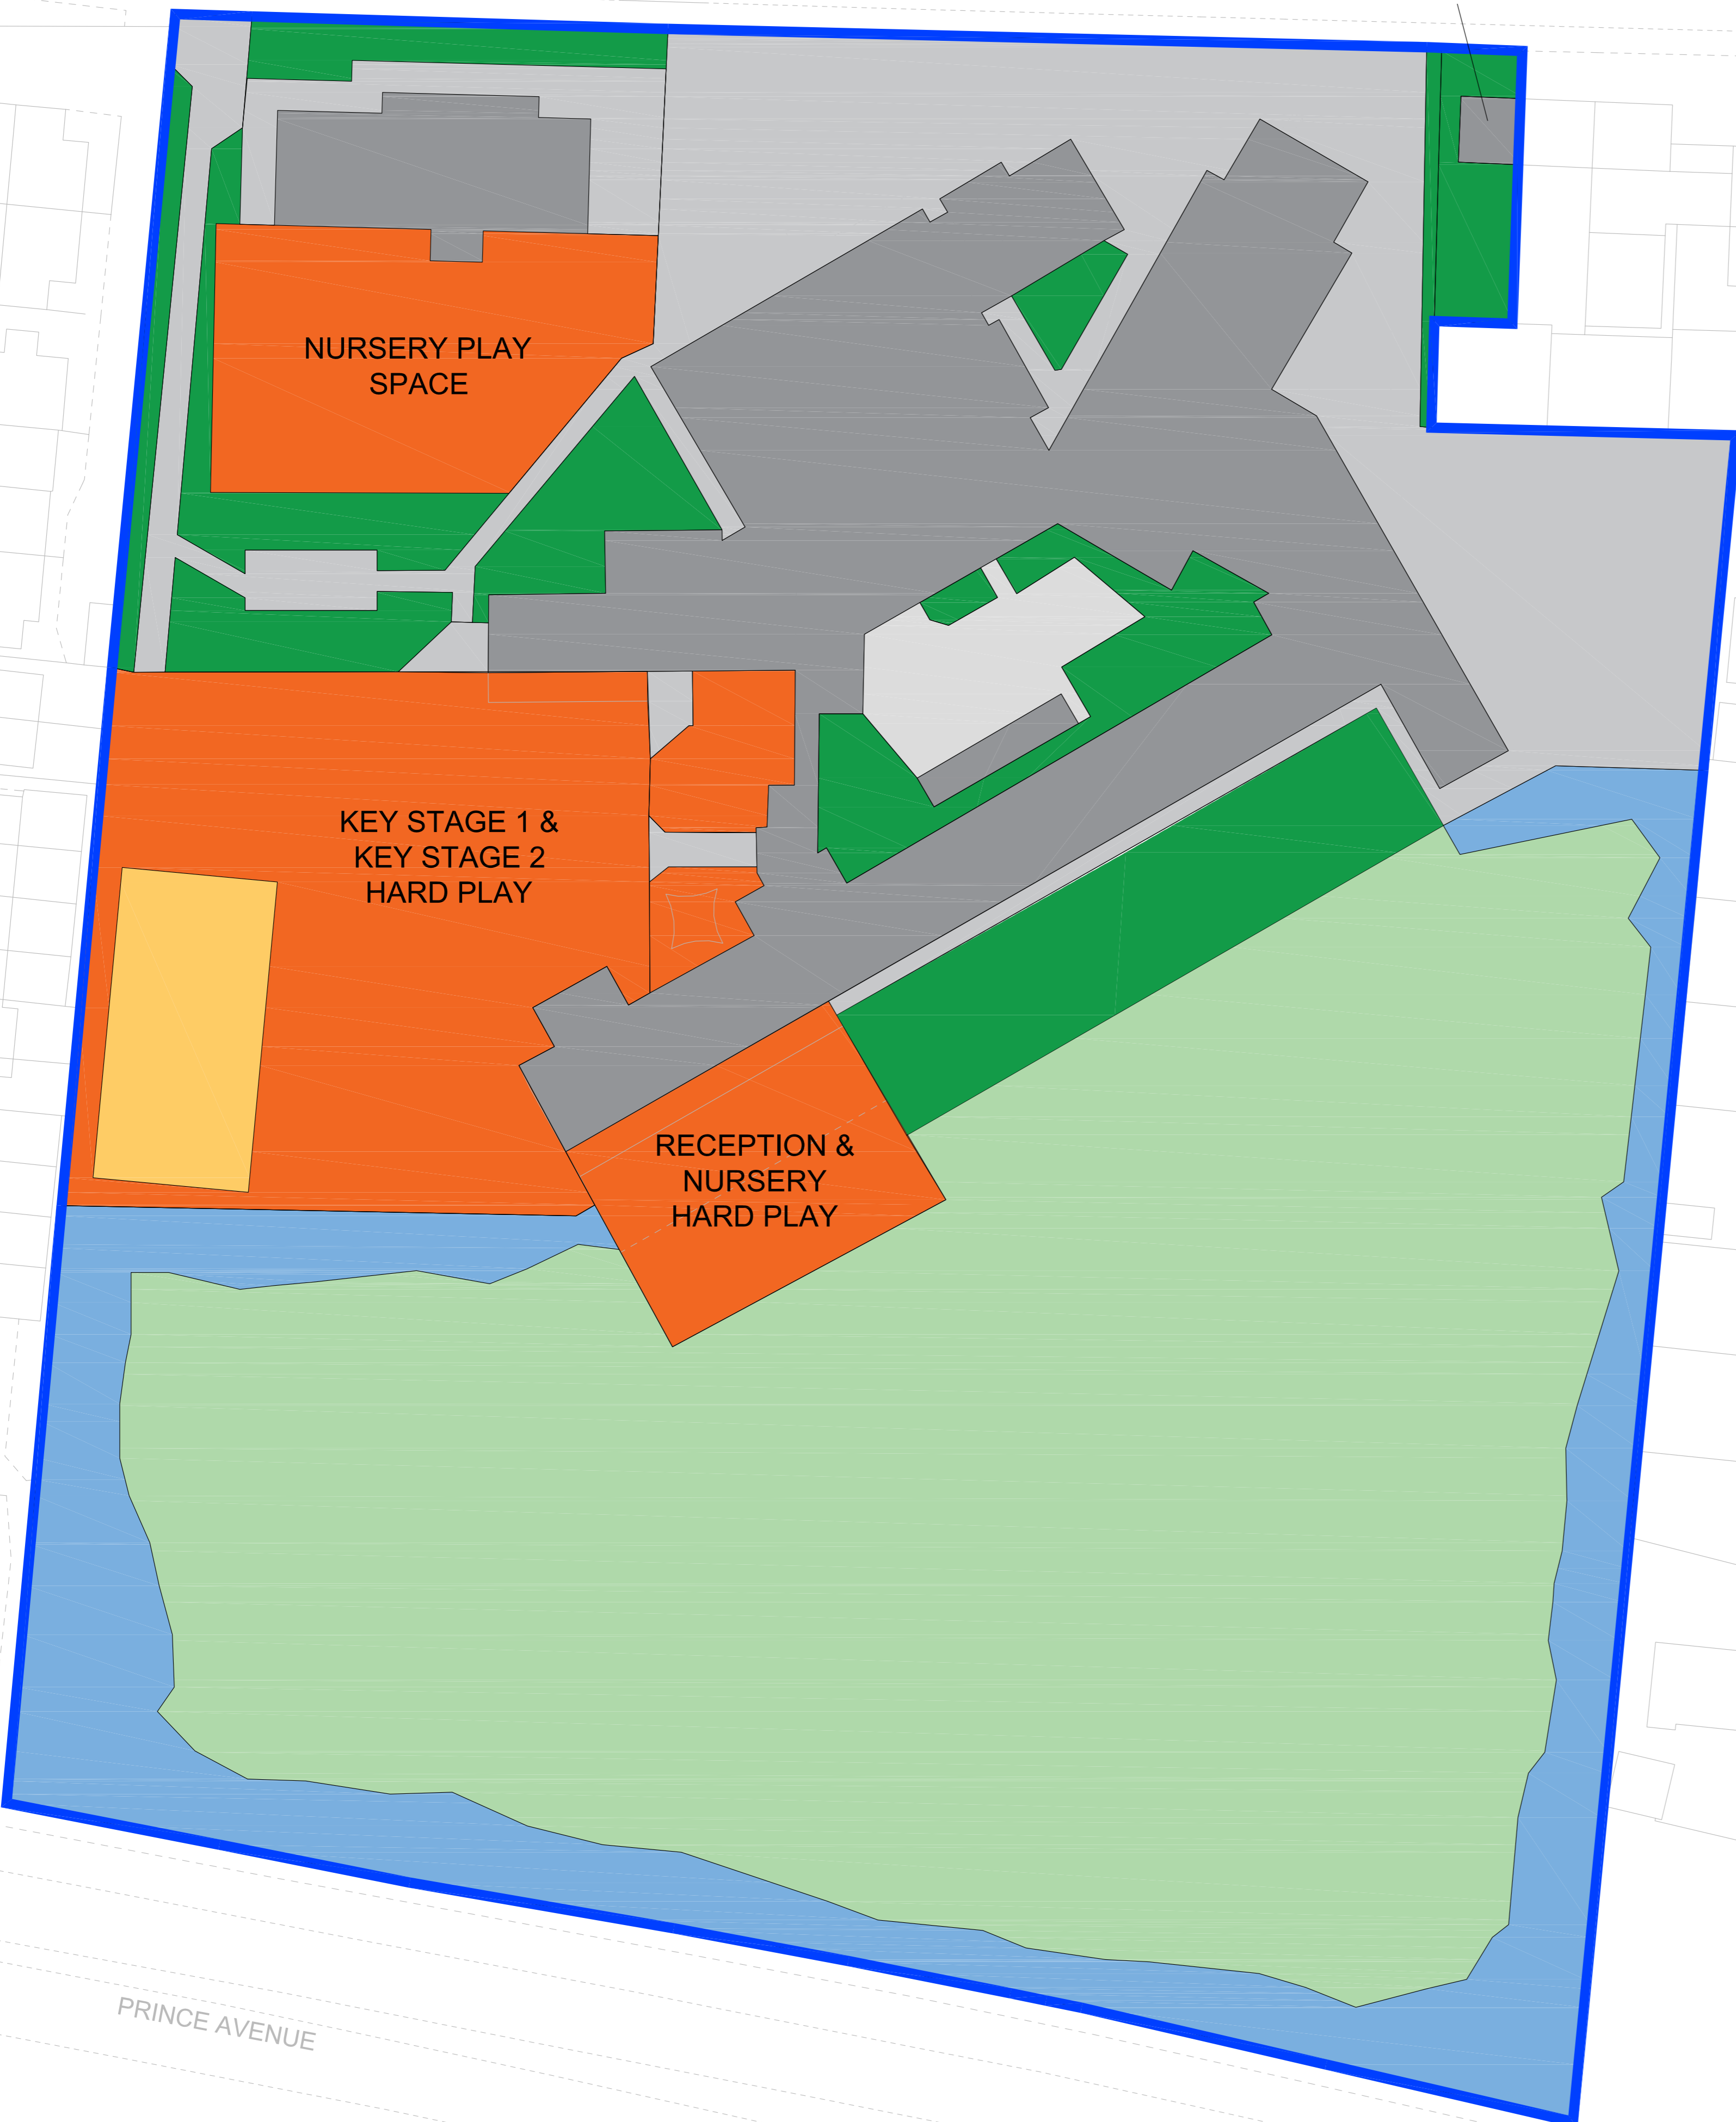 NURSERY PLAY
SPACE
KEY STAGE 1 &
KEY STAGE 2
HARD PLAY
RECEPTION &
NURSERY
HARD PLAY
PRINCE AVENUE